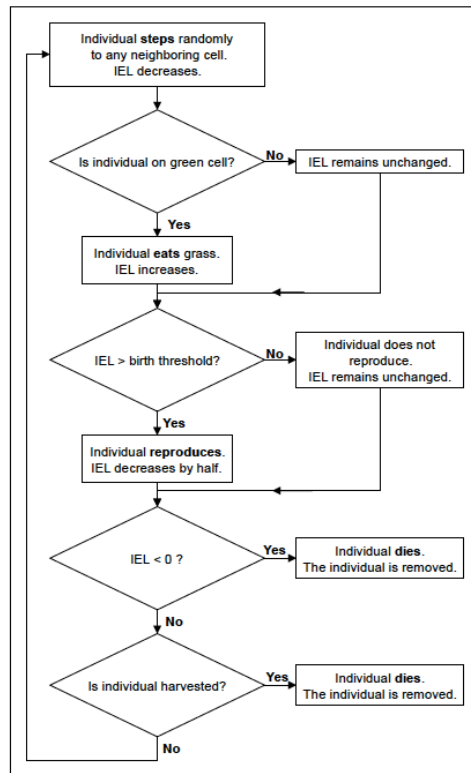 Individual steps randomly
to any neighboring cell.
IEL decreases.
Is individual on green cell?
No
IEL remains unchanged.
Yes
Individual eats grass.
IEL increases.
IEL > birth threshold?
No
Individual does not
reproduce.
IEL remains unchanged.
Yes
Individual reproduces.
IEL decreases by half.
IEL < 0 ?
Yes
Individual dies.
The individual is removed.
No
Is individual harvested?
Yes
Individual dies.
The individual is removed.
No